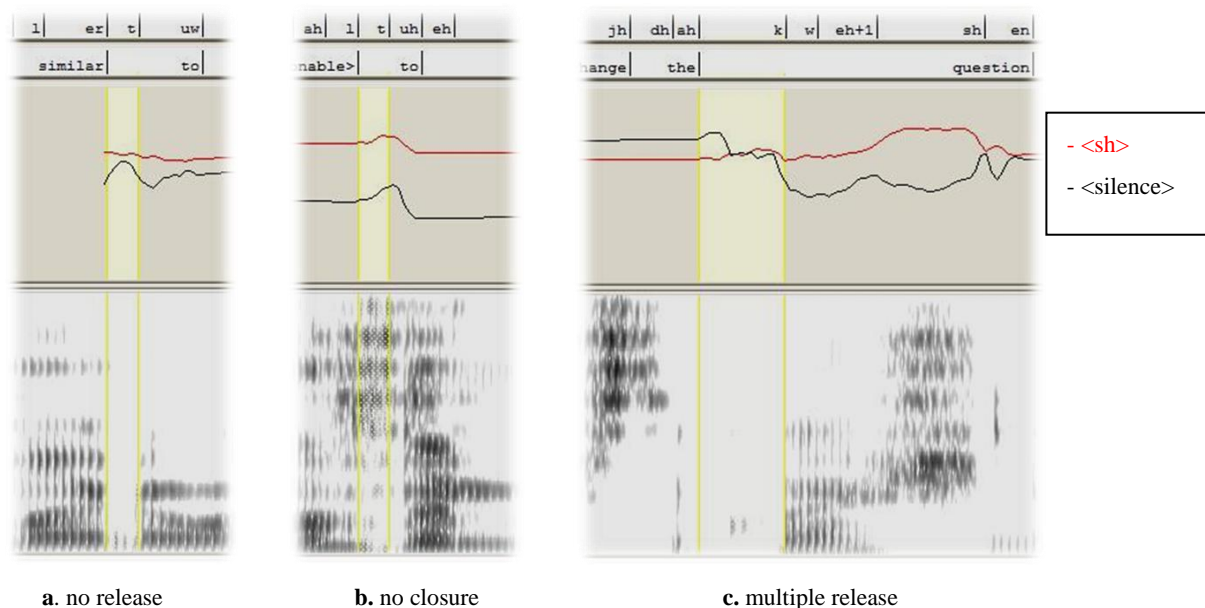 l er t uw
similar to
ah l t uh eh
onable> to
jh dh ah k w eh+1 sh en
hange the question
- <sh>
- <silence>
a. no release
b. no closure
c. multiple release